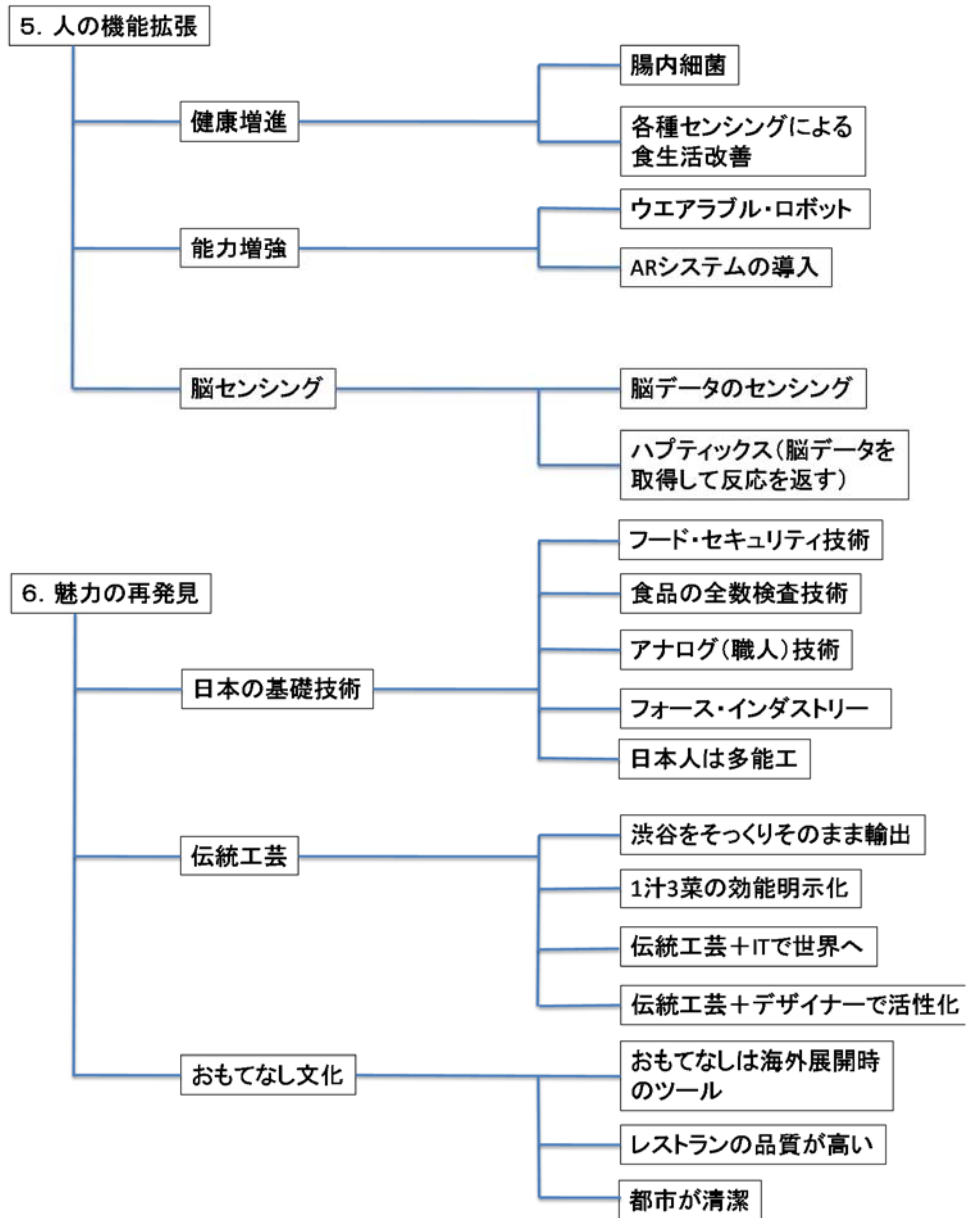 ５．人の機能拡張
健康増進
腸内細菌
各種センシングによる
食生活改善
能力増強
ウエアラブル・ロボット
ARシステムの導入
脳センシング
脳データのセンシング
ハプティックス（脳データを
取得して反応を返す）
６．魅力の再発見
日本の基礎技術
フード・セキュリティ技術
食品の全数検査技術
アナログ（職人）技術
フォース・インダストリー
日本人は多能工
伝統工芸
渋谷をそっくりそのまま輸出
1汁3菜の効能明示化
伝統工芸＋ITで世界へ
伝統工芸＋デザイナーで活性化
おもてなし文化
おもてなしは海外展開時
のツール
レストランの品質が高い
都市が清潔